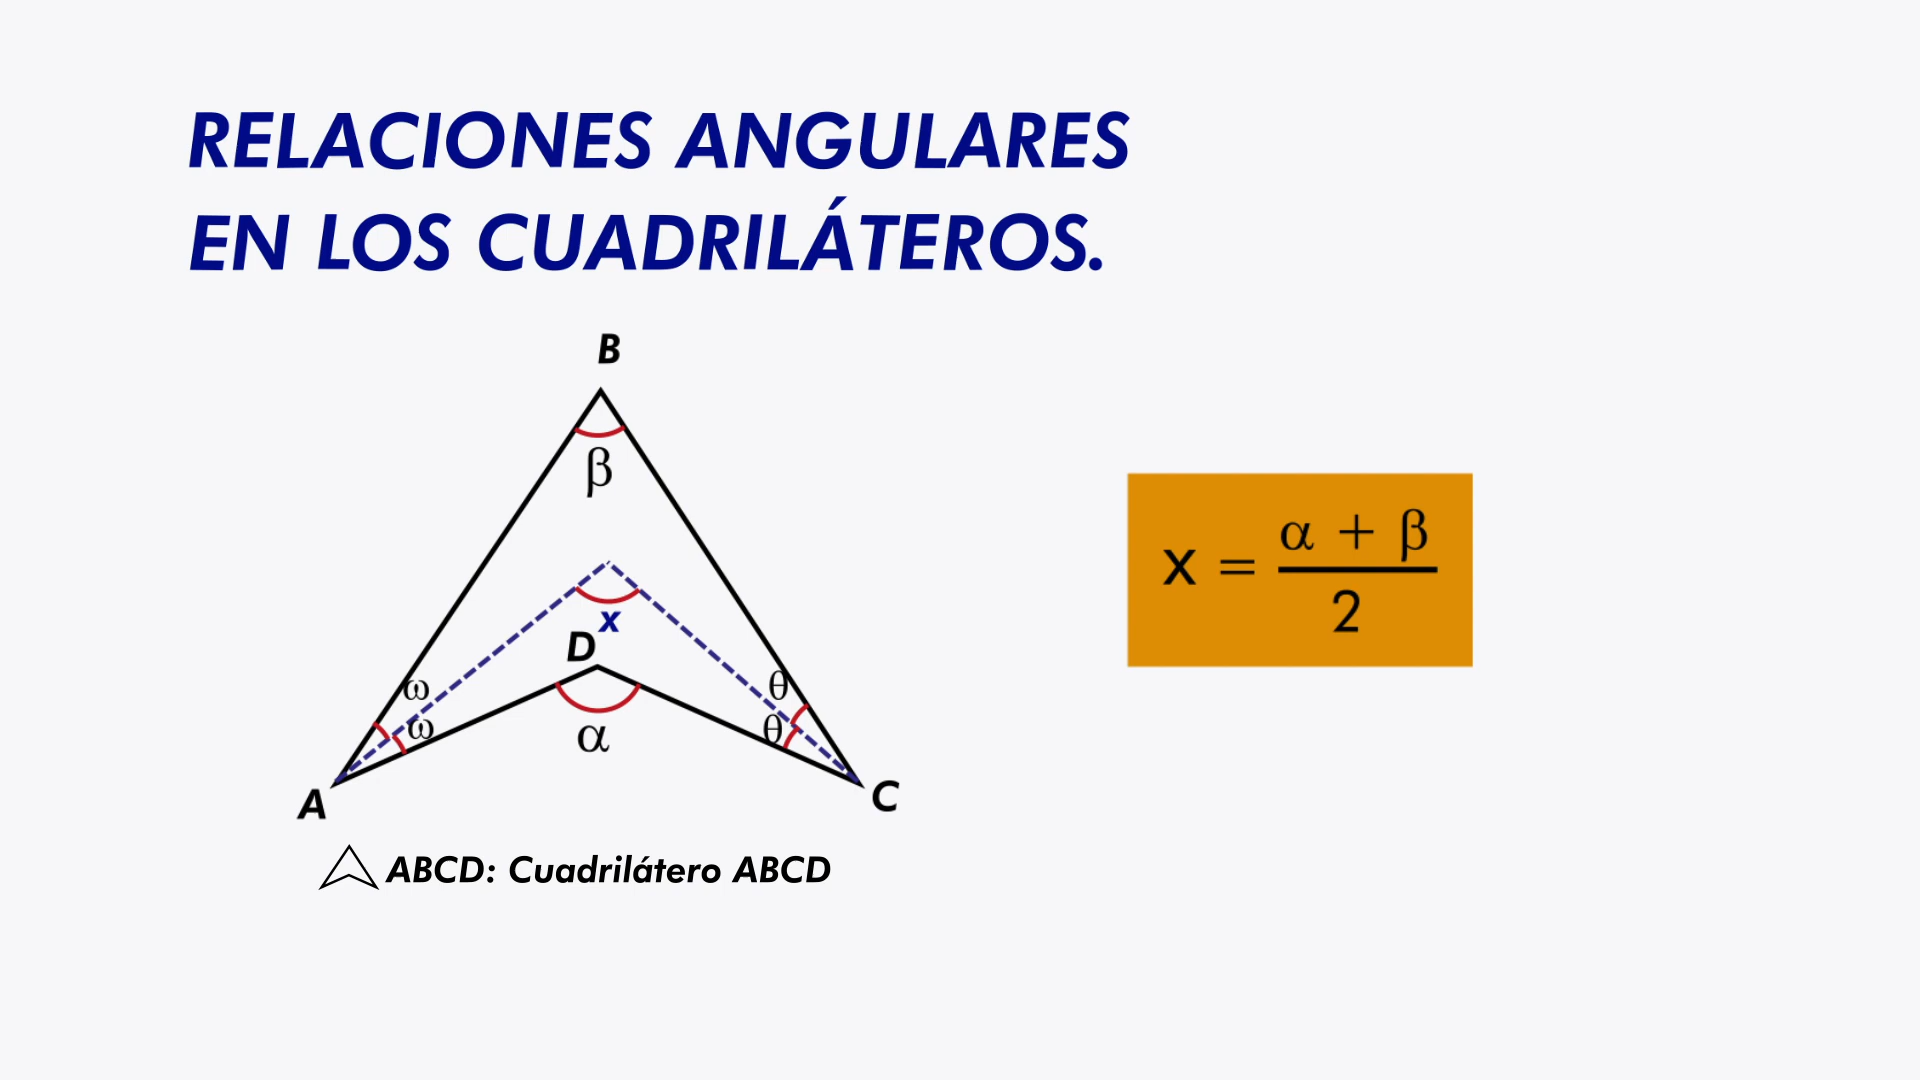 RELACIONES ANGULARES
EN LOS CUADRILÁTEROS.
B
β
x
D
ω
ω
θ
θ
α
A
C
x = α + β / 2
ABCD: Cuadrilátero ABCD